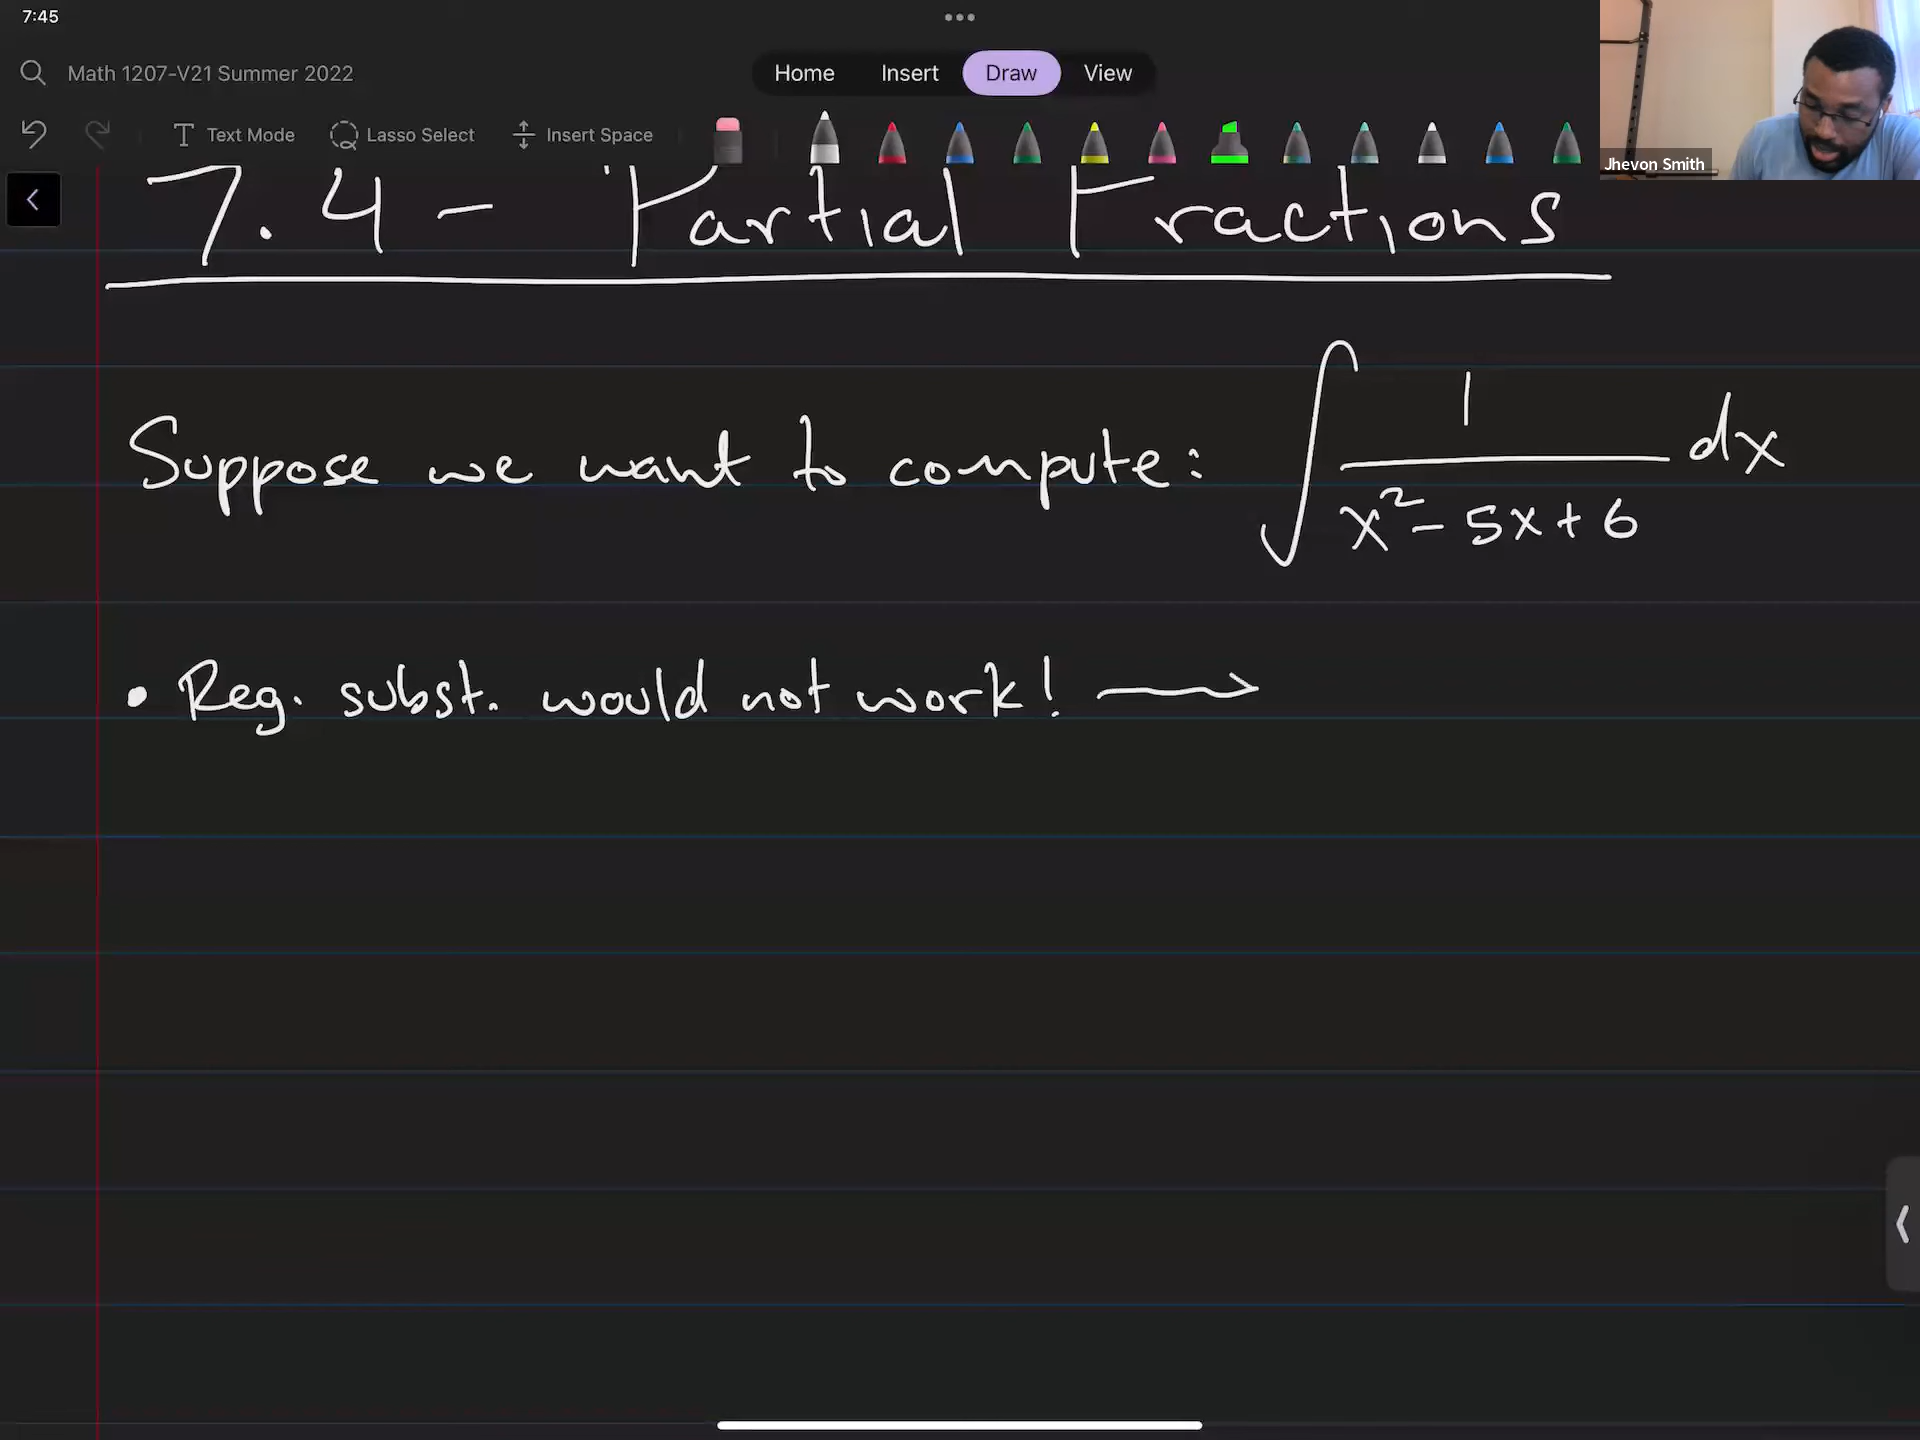 7:45
Math 1207-V21 Summer 2022
Home Insert Draw View
Text Mode Lasso Select Insert Space
Jhevon Smith
7.4 - Partial Fractions
Suppose we want to compute: ∫ 1/(x² - 5x + 6) dx
• Reg. subst. would not work! →